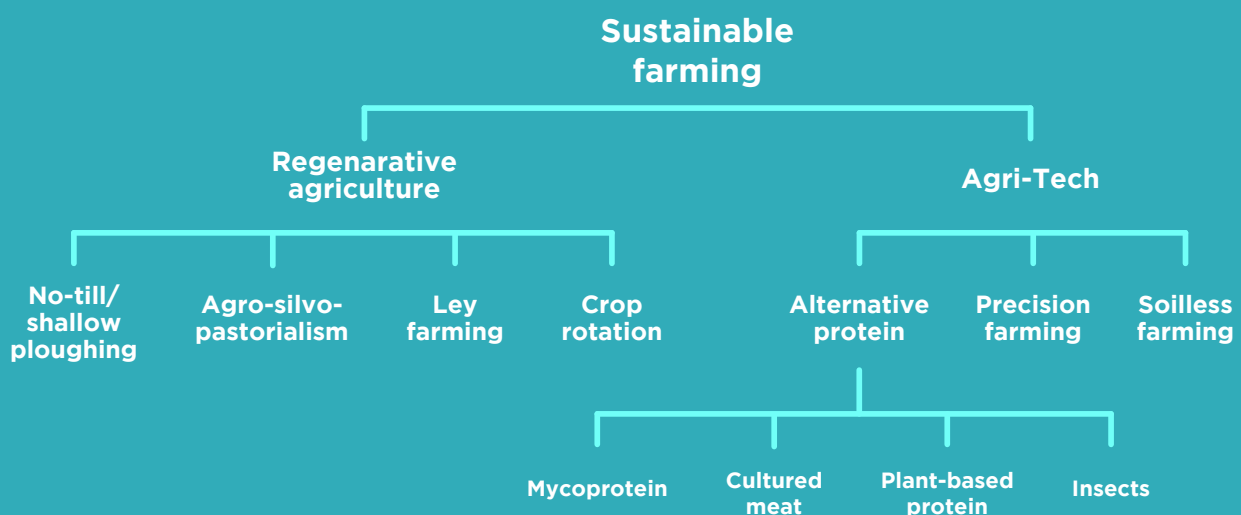 Sustainable
farming
Regenarative
agriculture
Agri-Tech
No-till/
shallow
ploughing
Agro-silvo-
pastorialism
Ley
farming
Crop
rotation
Alternative
protein
Precision
farming
Soilless
farming
Mycoprotein
Cultured
meat
Plant-based
protein
Insects